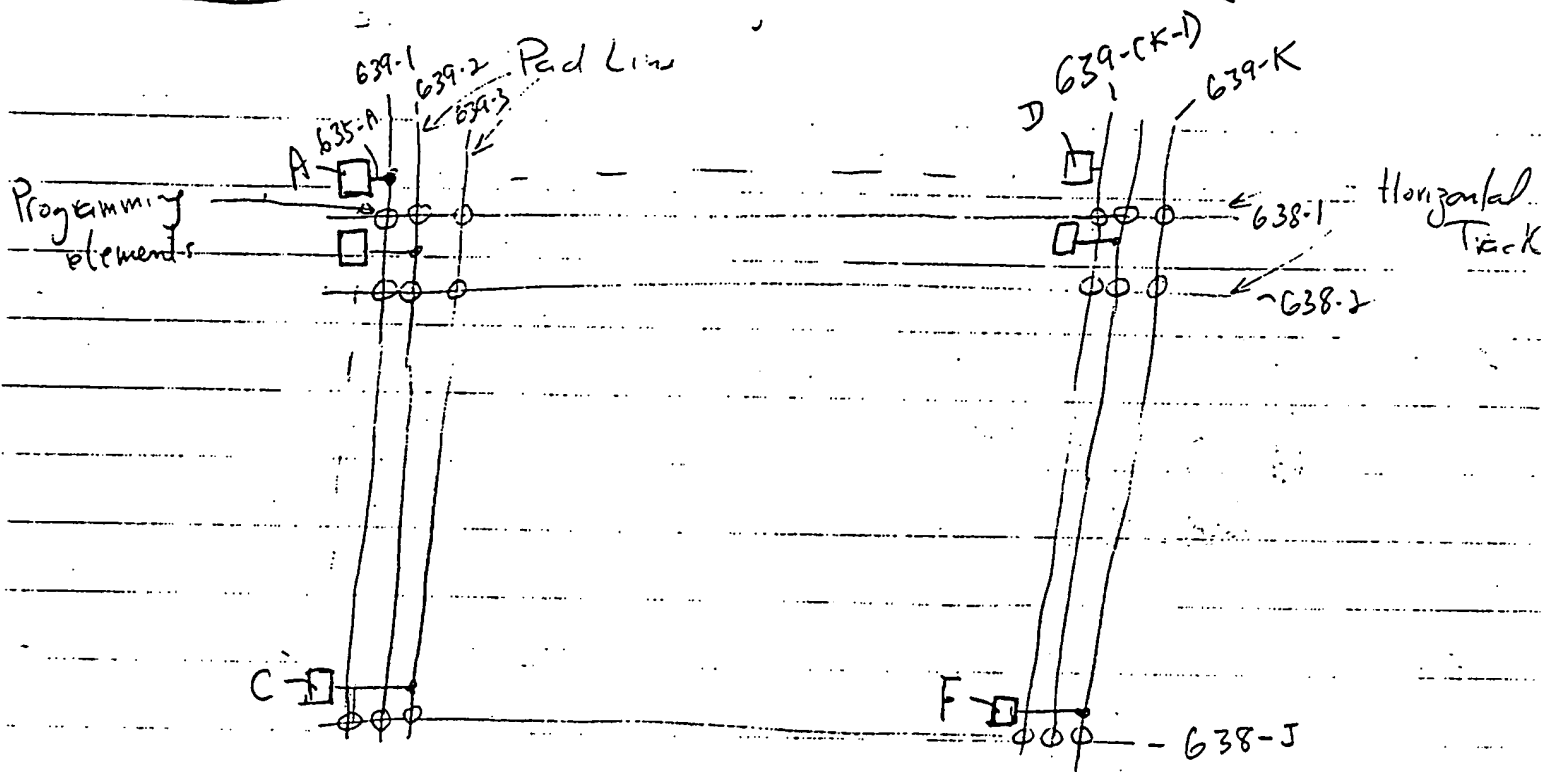 639-1
639-2
639-3
Pad Line
639-(K-1)
639-K
D
635-A
A
Programming
elements
638-1
Horizontal
Track
638-2
C
F
638-J